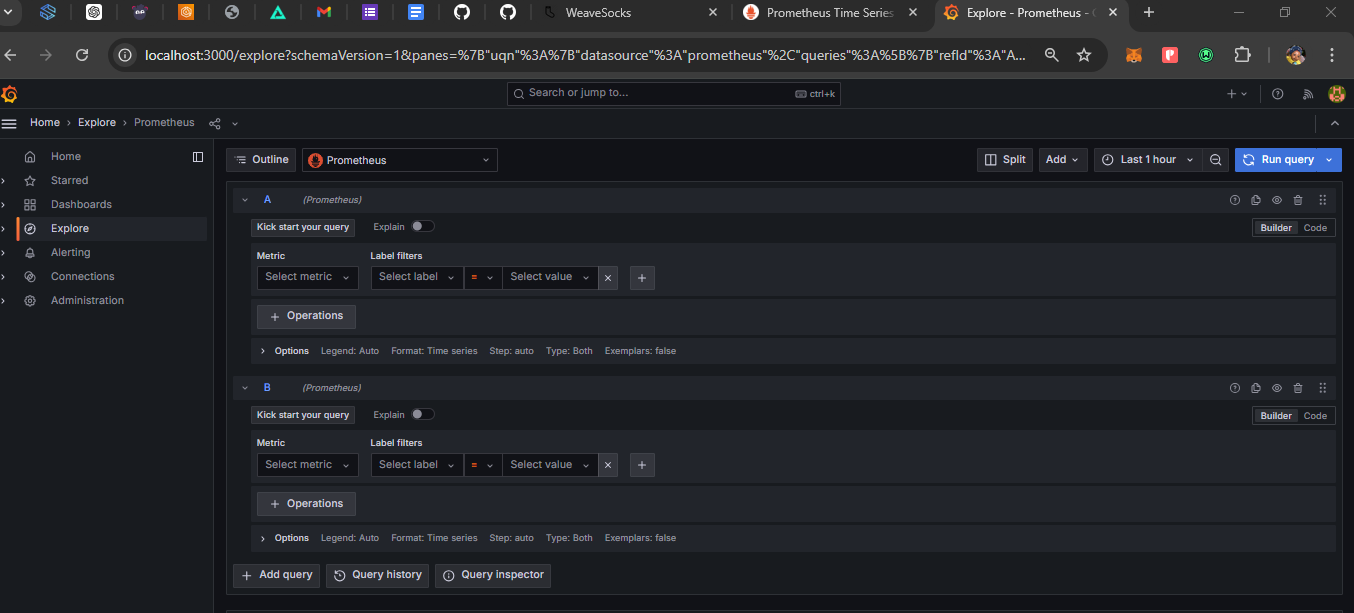 WeaveSocks
Prometheus Time Series
Explore - Prometheus -
localhost:3000/explore?schemaVersion=1&panes=%7B"uqn"%3A%7B"datasource"%3A"prometheus"%2C"queries"%3A%5B%7B"refId"%3A"A...
Search or jump to... ctrl+k
Home › Explore › Prometheus
Home
Starred
Dashboards
Explore
Alerting
Connections
Administration
Outline Prometheus Split Add Last 1 hour Run query
A (Prometheus)
Kick start your query Explain Builder Code
Metric Label filters
Select metric Select label = Select value
+ Operations
Options Legend: Auto Format: Time series Step: auto Type: Both Exemplars: false
B (Prometheus)
Kick start your query Explain Builder Code
Metric Label filters
Select metric Select label = Select value
+ Operations
Options Legend: Auto Format: Time series Step: auto Type: Both Exemplars: false
+ Add query Query history Query inspector